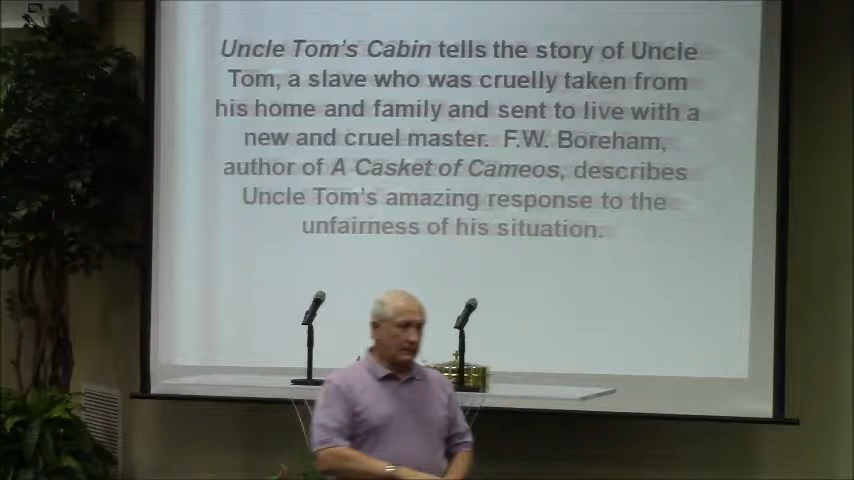 Uncle Tom's Cabin tells the story of Uncle
Tom, a slave who was cruelly taken from
his home and family and sent to live with a
new and cruel master.  F.W. Boreham,
author of A Casket of Cameos, describes
Uncle Tom's amazing response to the
unfairness of his situation.